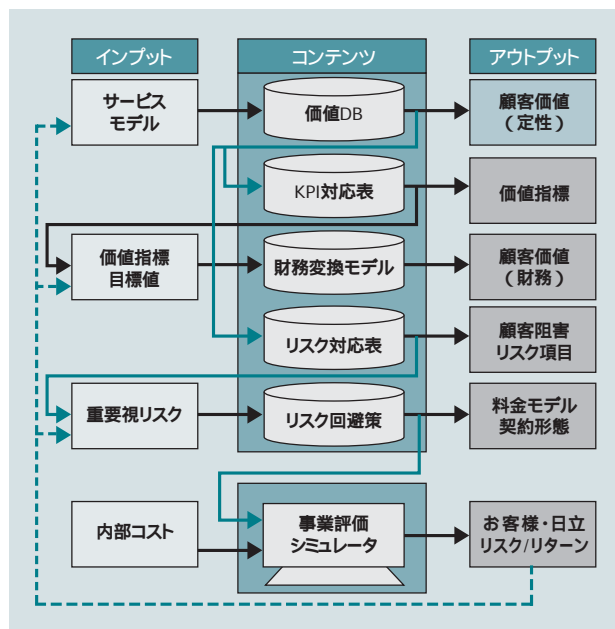 インプット
コンテンツ
アウトプット
サービス
モデル
価値DB
顧客価値
（定性）
KPI対応表
価値指標
価値指標
目標値
財務変換モデル
顧客価値
（財務）
リスク対応表
顧客阻害
リスク項目
重要視リスク
リスク回避策
料金モデル
契約形態
内部コスト
事業評価
シミュレータ
お客様・日立
リスク/リターン